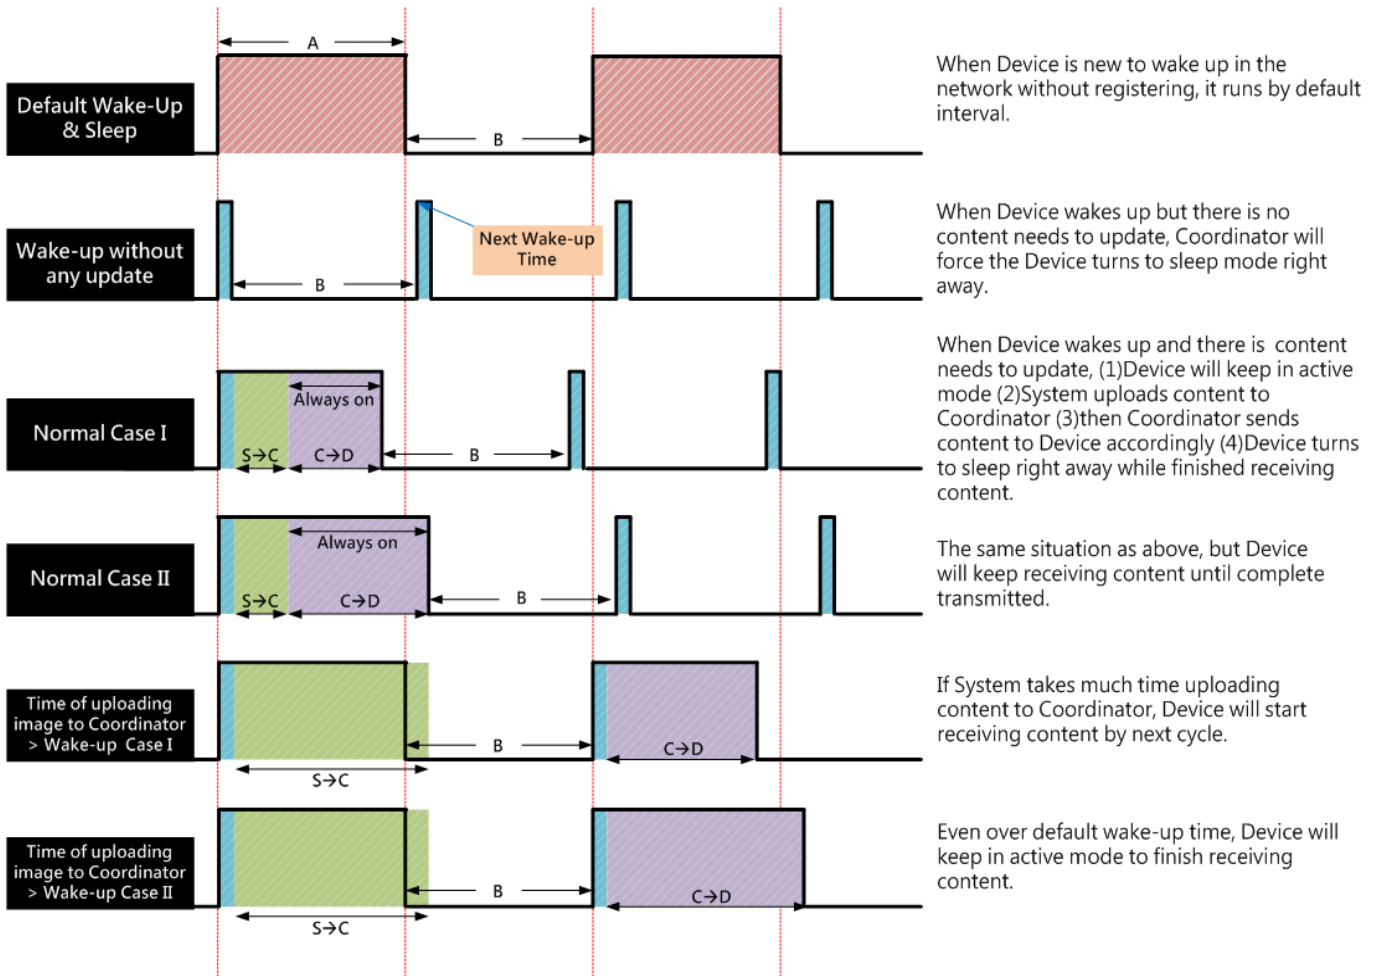 A
Default Wake-Up
& Sleep
B
When Device is new to wake up in the
network without registering, it runs by default
interval.
Wake-up without
any update
B
Next Wake-up
Time
When Device wakes up but there is no
content needs to update, Coordinator will
force the Device turns to sleep mode right
away.
Normal Case I
Always on
S→C
C→D
B
When Device wakes up and there is  content
needs to update, (1)Device will keep in active
mode (2)System uploads content to
Coordinator (3)then Coordinator sends
content to Device accordingly (4)Device turns
to sleep right away while finished receiving
content.
Normal Case II
Always on
S→C
C→D
B
The same situation as above, but Device
will keep receiving content until complete
transmitted.
Time of uploading
image to Coordinator
> Wake-up  Case I
S→C
B
C→D
If System takes much time uploading
content to Coordinator, Device will start
receiving content by next cycle.
Time of uploading
image to Coordinator
> Wake-up Case II
S→C
B
C→D
Even over default wake-up time, Device will
keep in active mode to finish receiving
content.